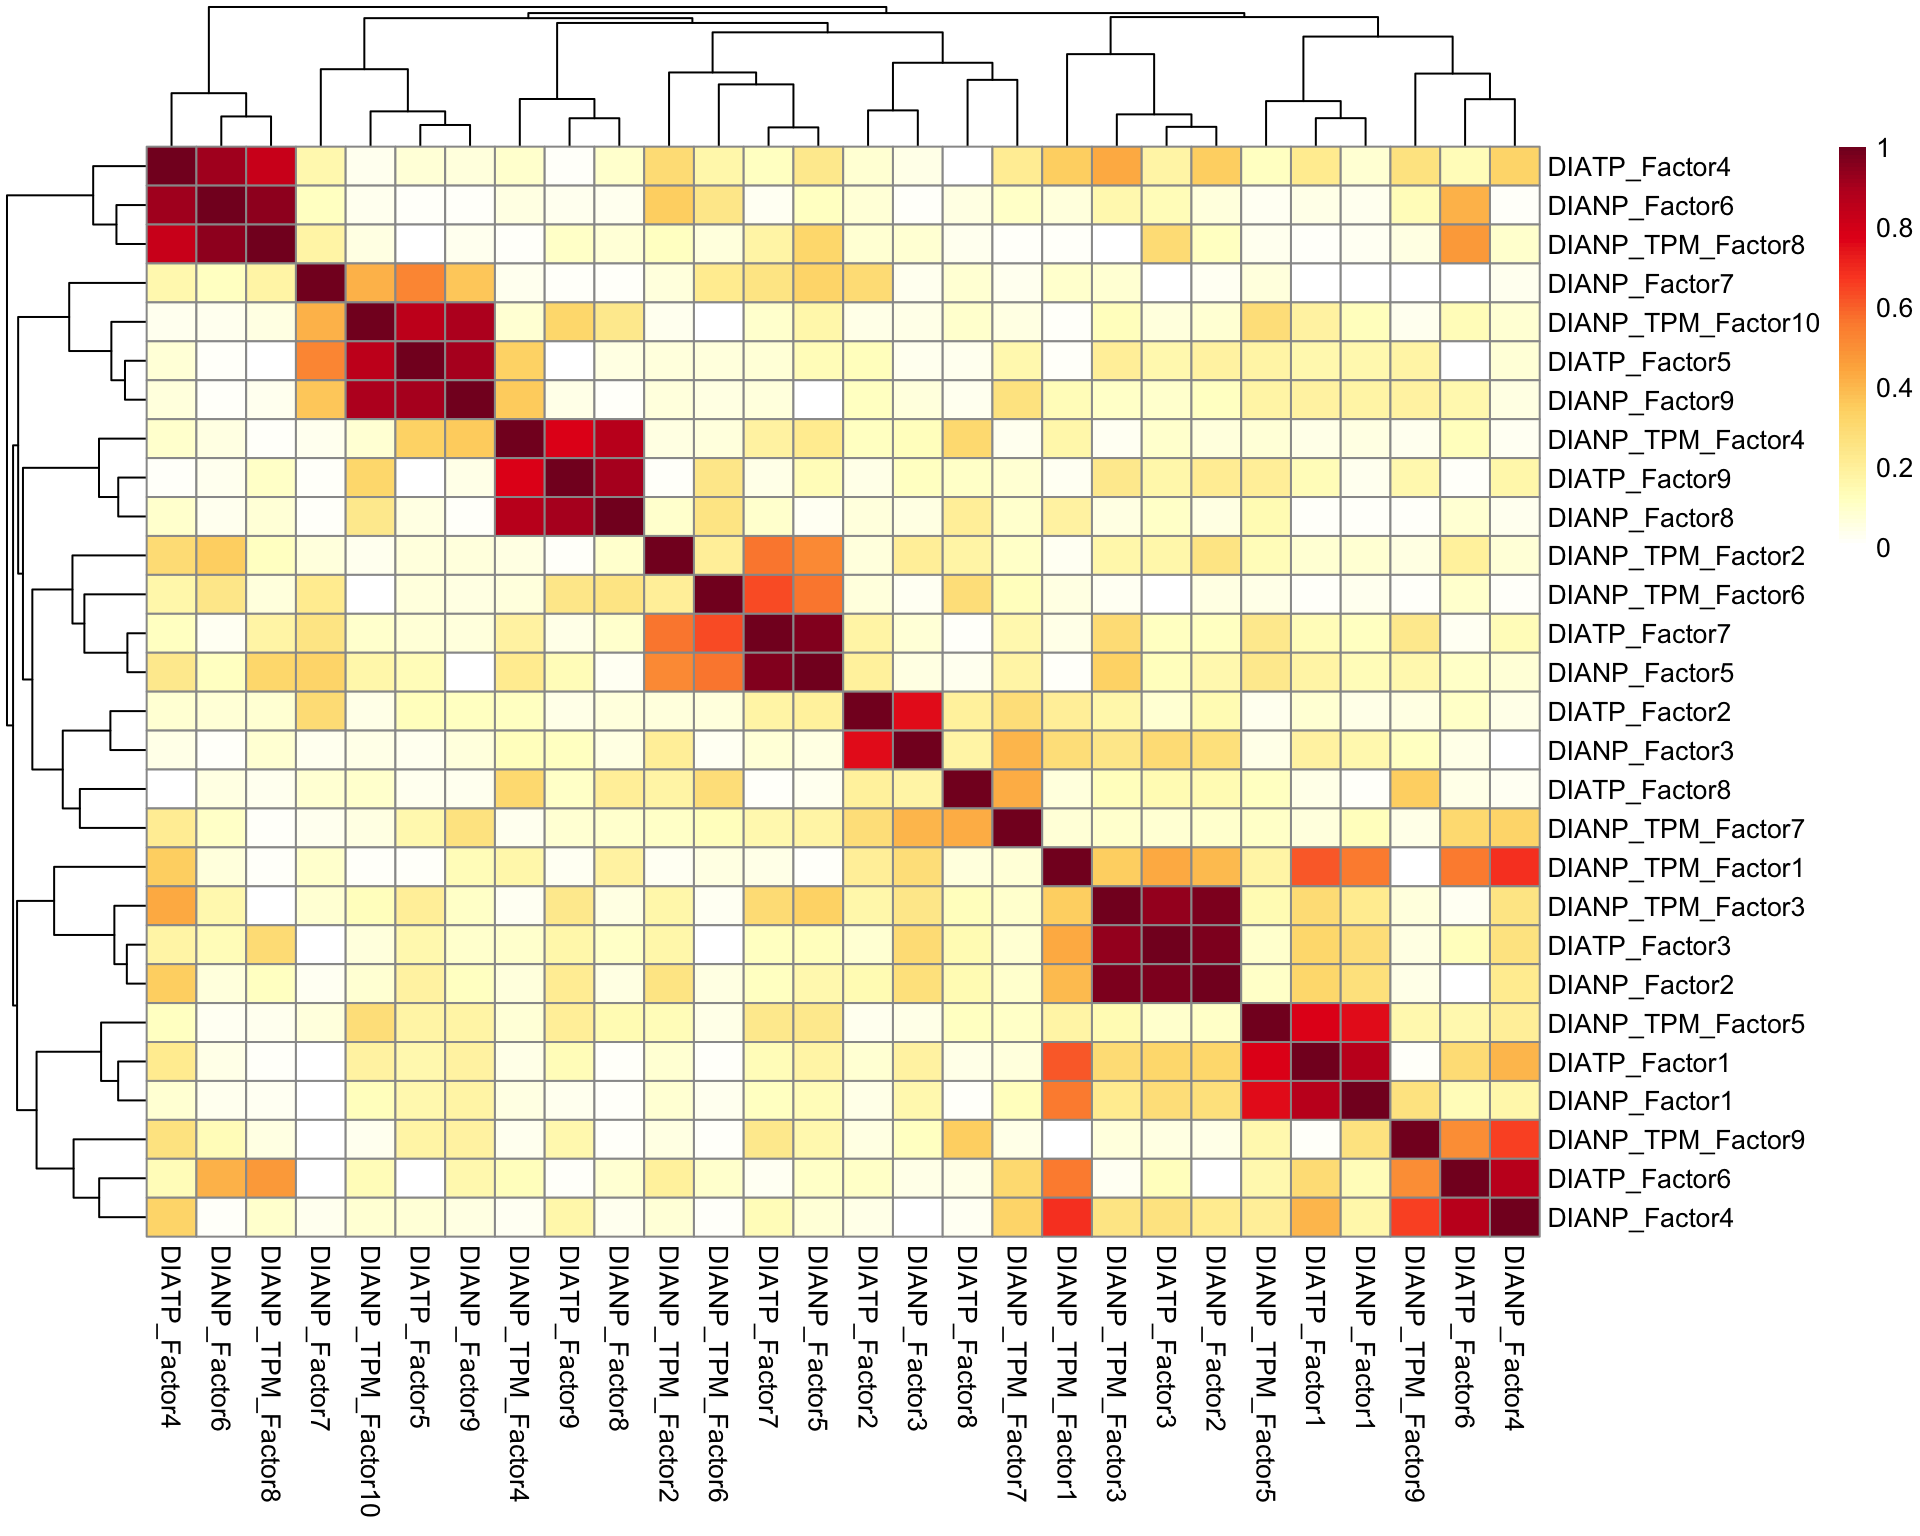 1
0.8
0.6
0.4
0.2
0
DIATP_Factor4
DIANP_Factor6
DIANP_TPM_Factor8
DIANP_Factor7
DIANP_TPM_Factor10
DIATP_Factor5
DIANP_Factor9
DIANP_TPM_Factor4
DIATP_Factor9
DIANP_Factor8
DIANP_TPM_Factor2
DIANP_TPM_Factor6
DIATP_Factor7
DIANP_Factor5
DIATP_Factor2
DIANP_Factor3
DIATP_Factor8
DIANP_TPM_Factor7
DIANP_TPM_Factor1
DIANP_TPM_Factor3
DIATP_Factor3
DIANP_Factor2
DIANP_TPM_Factor5
DIATP_Factor1
DIANP_Factor1
DIANP_TPM_Factor9
DIATP_Factor6
DIANP_Factor4
DIATP_Factor4
DIANP_Factor6
DIANP_TPM_Factor8
DIANP_Factor7
DIANP_TPM_Factor10
DIATP_Factor5
DIANP_Factor9
DIANP_TPM_Factor4
DIATP_Factor9
DIANP_Factor8
DIANP_TPM_Factor2
DIANP_TPM_Factor6
DIATP_Factor7
DIANP_Factor5
DIATP_Factor2
DIANP_Factor3
DIATP_Factor8
DIANP_TPM_Factor7
DIANP_TPM_Factor1
DIANP_TPM_Factor3
DIATP_Factor3
DIANP_Factor2
DIANP_TPM_Factor5
DIATP_Factor1
DIANP_Factor1
DIANP_TPM_Factor9
DIATP_Factor6
DIANP_Factor4